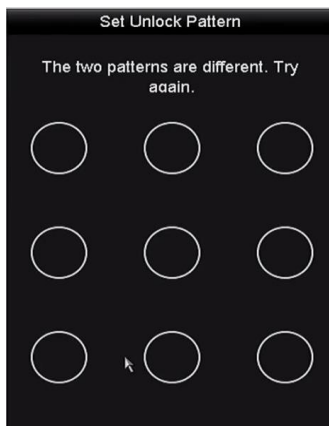 Set Unlock Pattern
The two patterns are different. Try
again.